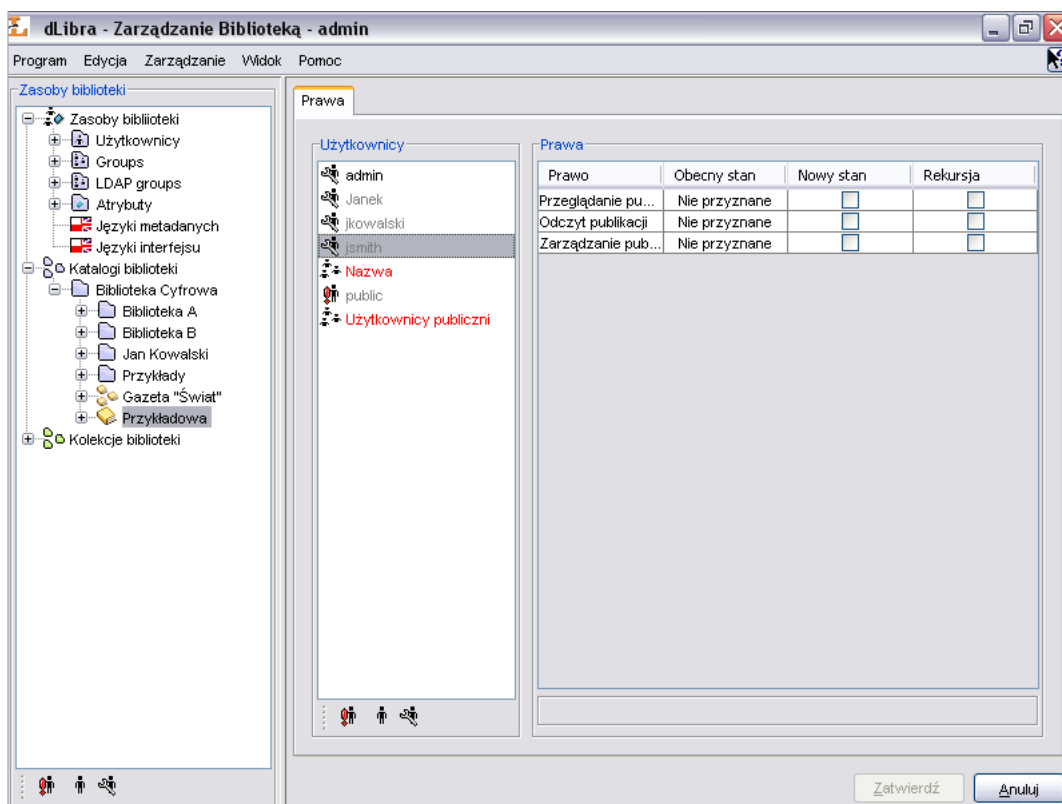 dLibra - Zarządzanie Biblioteką - admin
Program Edycja Zarządzanie Widok Pomoc
Zasoby biblioteki
Zasoby bibliioteki
Użytkownicy
Groups
LDAP groups
Atrybuty
Języki metadanych
Języki interfejsu
Katalogi biblioteki
Biblioteka Cyfrowa
Biblioteka A
Biblioteka B
Jan Kowalski
Przykłady
Gazeta "Świat"
Przykładowa
Kolekcje biblioteki
Prawa
Użytkownicy
admin
Janek
jkowalski
jsmith
Nazwa
public
Użytkownicy publiczni
Prawa
Prawo Obecny stan Nowy stan Rekursja
Przeglądanie pu... Nie przyznane
Odczyt publikacji Nie przyznane
Zarządzanie pub... Nie przyznane
Zatwierdź Anuluj